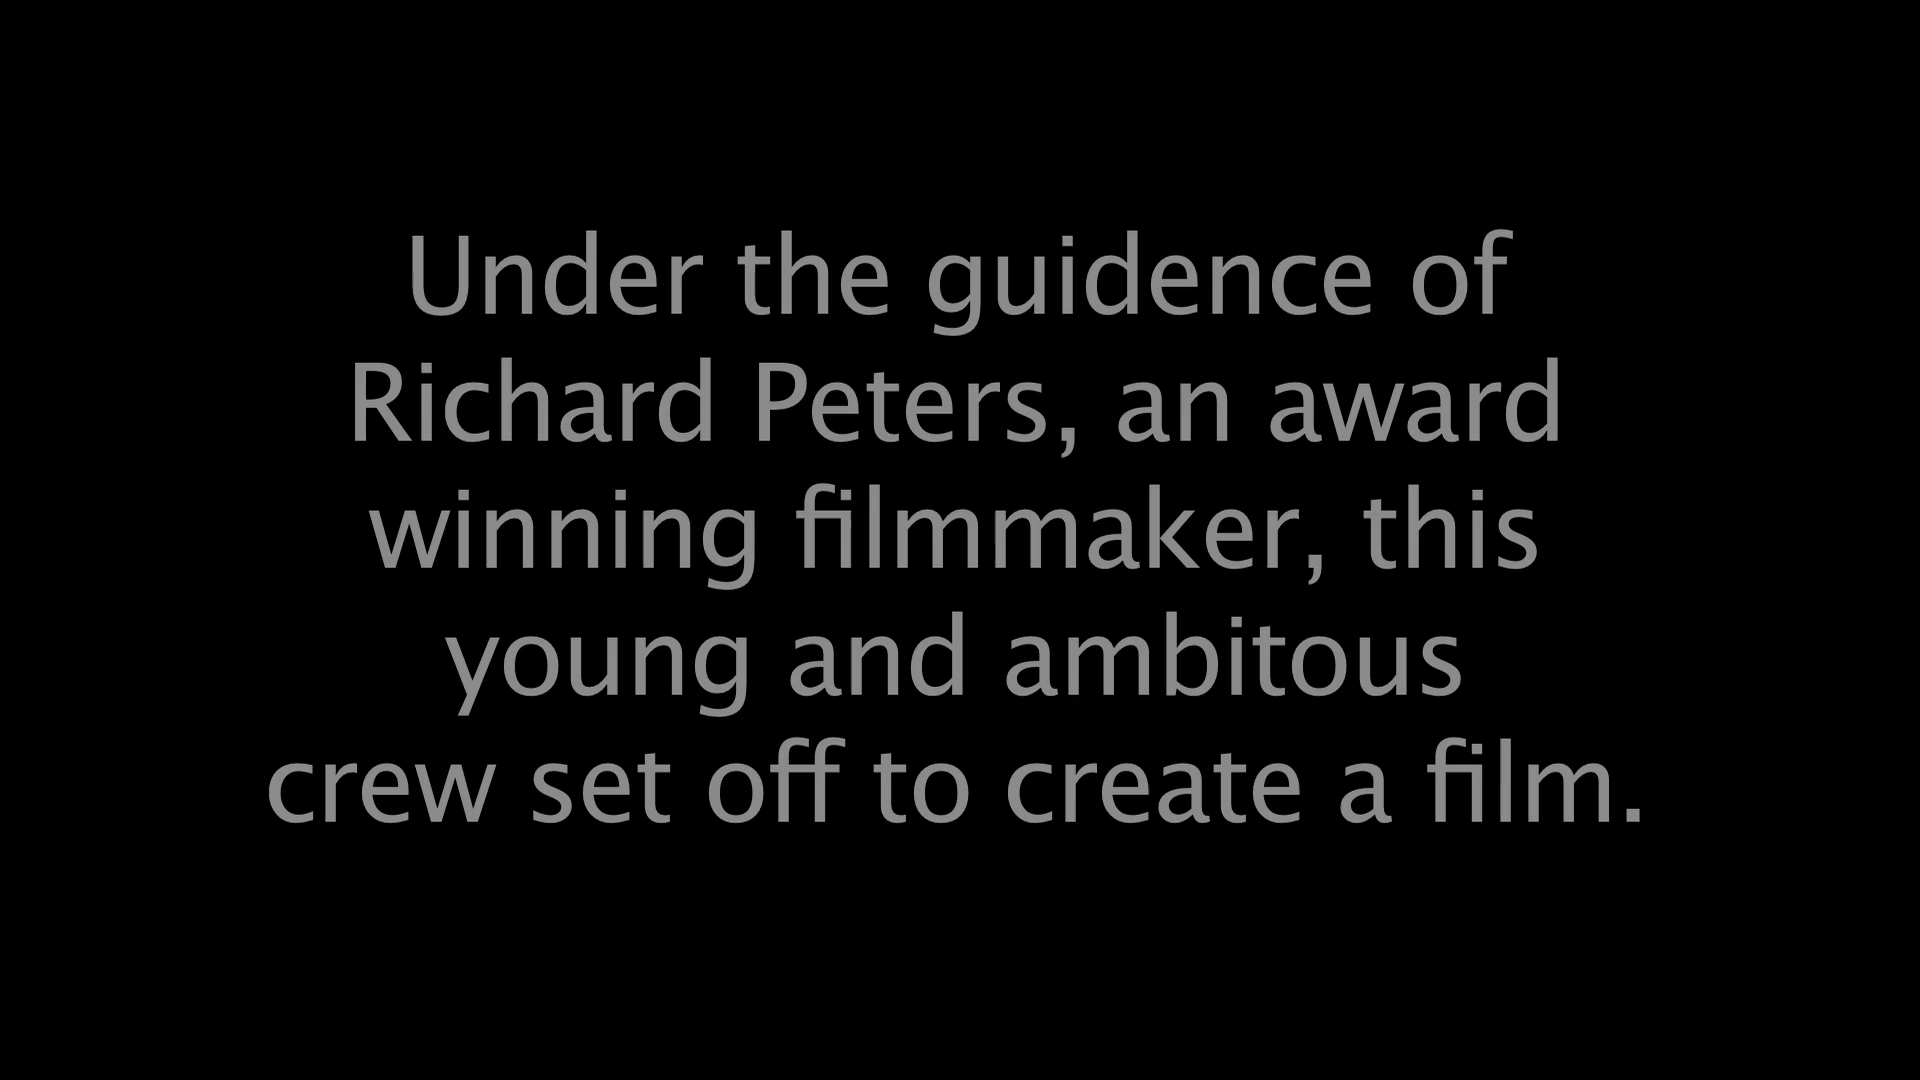 Under the guidence of
Richard Peters, an award
winning filmmaker, this
young and ambitous
crew set off to create a film.